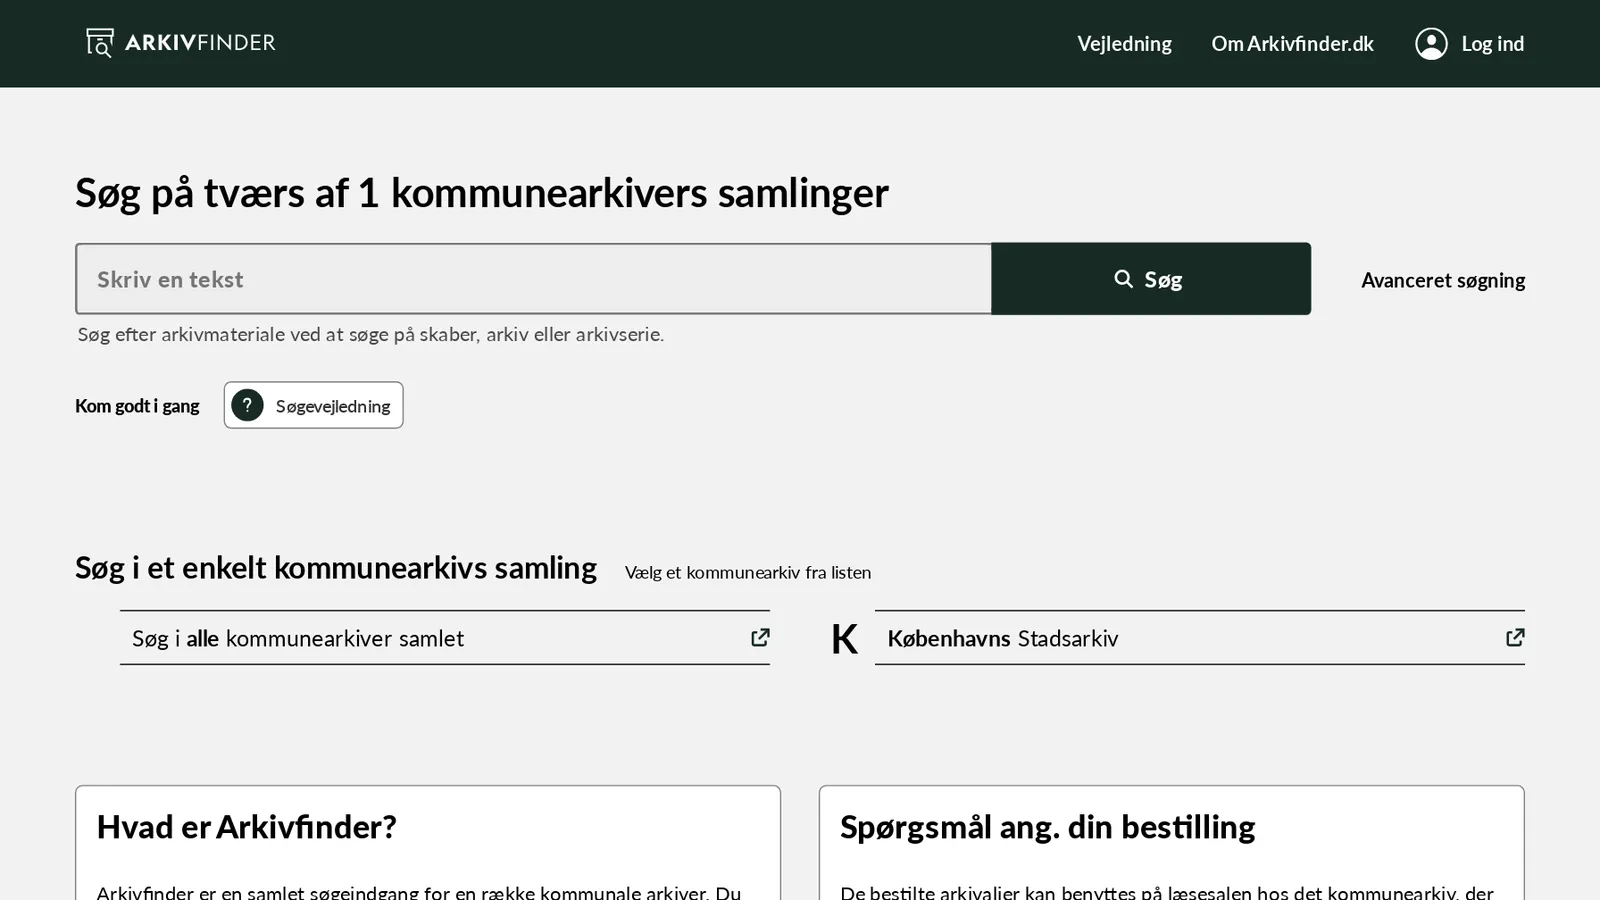 ARKIVFINDER
Vejledning
Om Arkivfinder.dk
Log ind
Søg på tværs af 1 kommunearkivers samlinger
Skriv en tekst
Søg
Avanceret søgning
Søg efter arkivmateriale ved at søge på skaber, arkiv eller arkivserie.
Kom godt i gang
? Søgevejledning
Søg i et enkelt kommunearkivs samling
Vælg et kommunearkiv fra listen
Søg i alle kommunearkiver samlet
K
Københavns Stadsarkiv
Hvad er Arkivfinder?
Arkivfinder er en samlet søgeindgang for en række kommunale arkiver. Du
Spørgsmål ang. din bestilling
De bestilte arkivalier kan benyttes på læsesalen hos det kommunearkiv, der